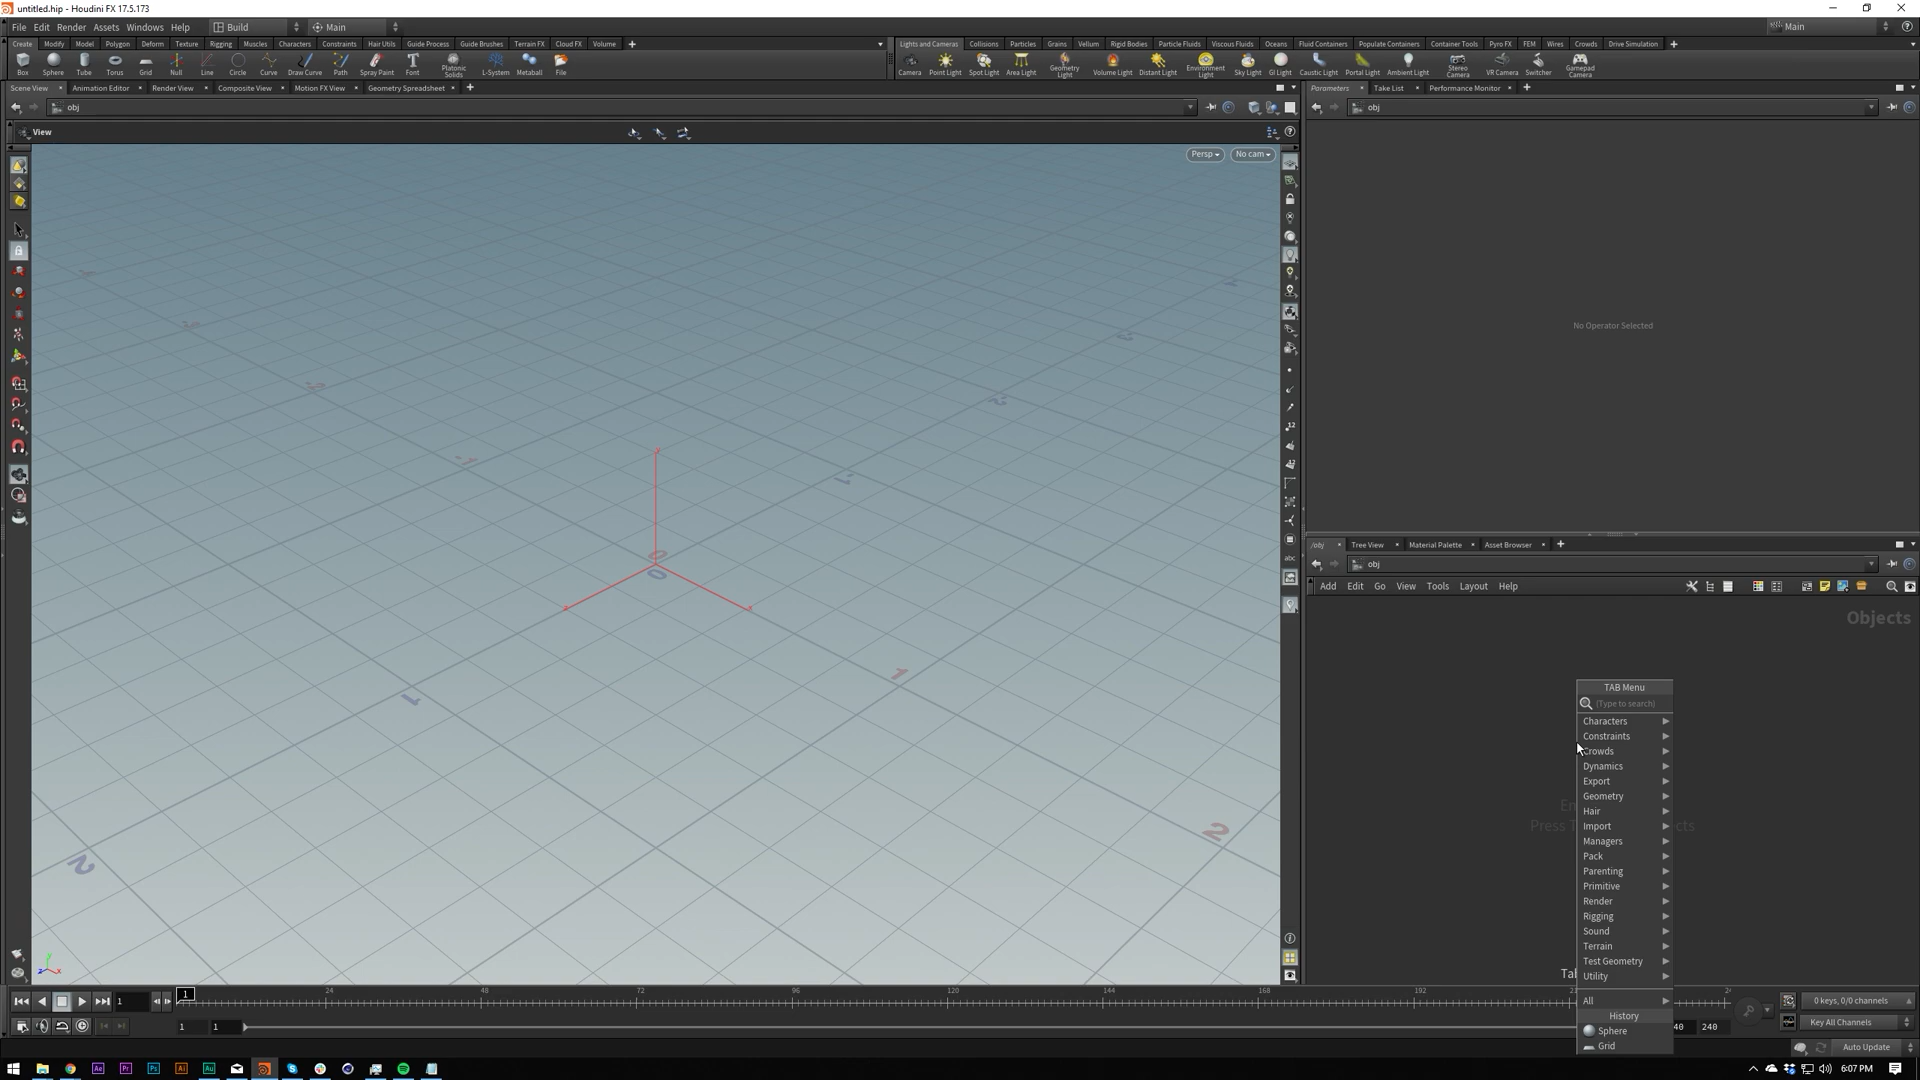 untitled.hip - Houdini FX 17.5.173
File Edit Render Assets Windows Help Build Main Main
Create Modify Model Polygon Deform Texture Rigging Muscles Characters Constraints Hair Utils Guide Process Guide Brushes Terrain FX Cloud FX Volume
Lights and Cameras Collisions Particles Grains Vellum Rigid Bodies Particle Fluids Viscous Fluids Oceans Fluid Containers Populate Containers Container Tools Pyro FX FEM Wires Crowds Drive Simulation
Box Sphere Tube Torus Grid Null Line Circle Curve Draw Curve Path Spray Paint Font Platonic Solids L-System Metaball File
Camera Point Light Spot Light Area Light Geometry Light Volume Light Distant Light Environment Light Sky Light GI Light Caustic Light Portal Light Ambient Light Stereo Camera VR Camera Switcher Gamepad Camera
Scene View Animation Editor Render View Composite View Motion FX View Geometry Spreadsheet
Parameters Take List Performance Monitor
obj
obj
View
Persp No cam
No Operator Selected
/obj Tree View Material Palette Asset Browser
obj
Add Edit Go View Tools Layout Help
Objects
TAB Menu
(Type to search)
Characters
Constraints
Crowds
Dynamics
Export
Geometry
Hair
Import
Managers
Pack
Parenting
Primitive
Render
Rigging
Sound
Terrain
Test Geometry
Utility
All
History
Sphere
Grid
1 1 24 48 72 96 120 144 168 192
0 keys, 0/0 channels
1 1 240
Key All Channels
Auto Update
6:07 PM